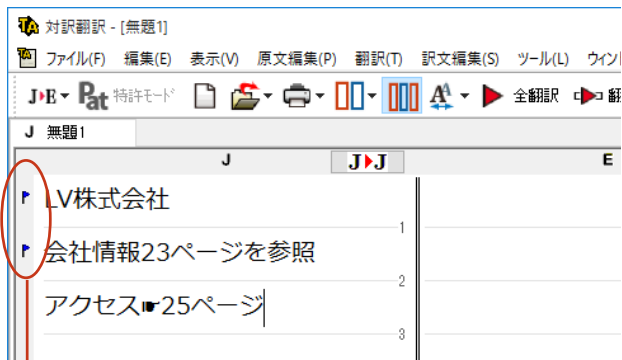 対訳翻訳 - [無題1]
ファイル(F) 編集(E) 表示(V) 原文編集(P) 翻訳(T) 訳文編集(S) ツール(L) ウィン
J▸E Pat 特許モード 全翻訳
J 無題1
J J▸J E
LV株式会社
1
会社情報23ページを参照
2
アクセス☛25ページ
3